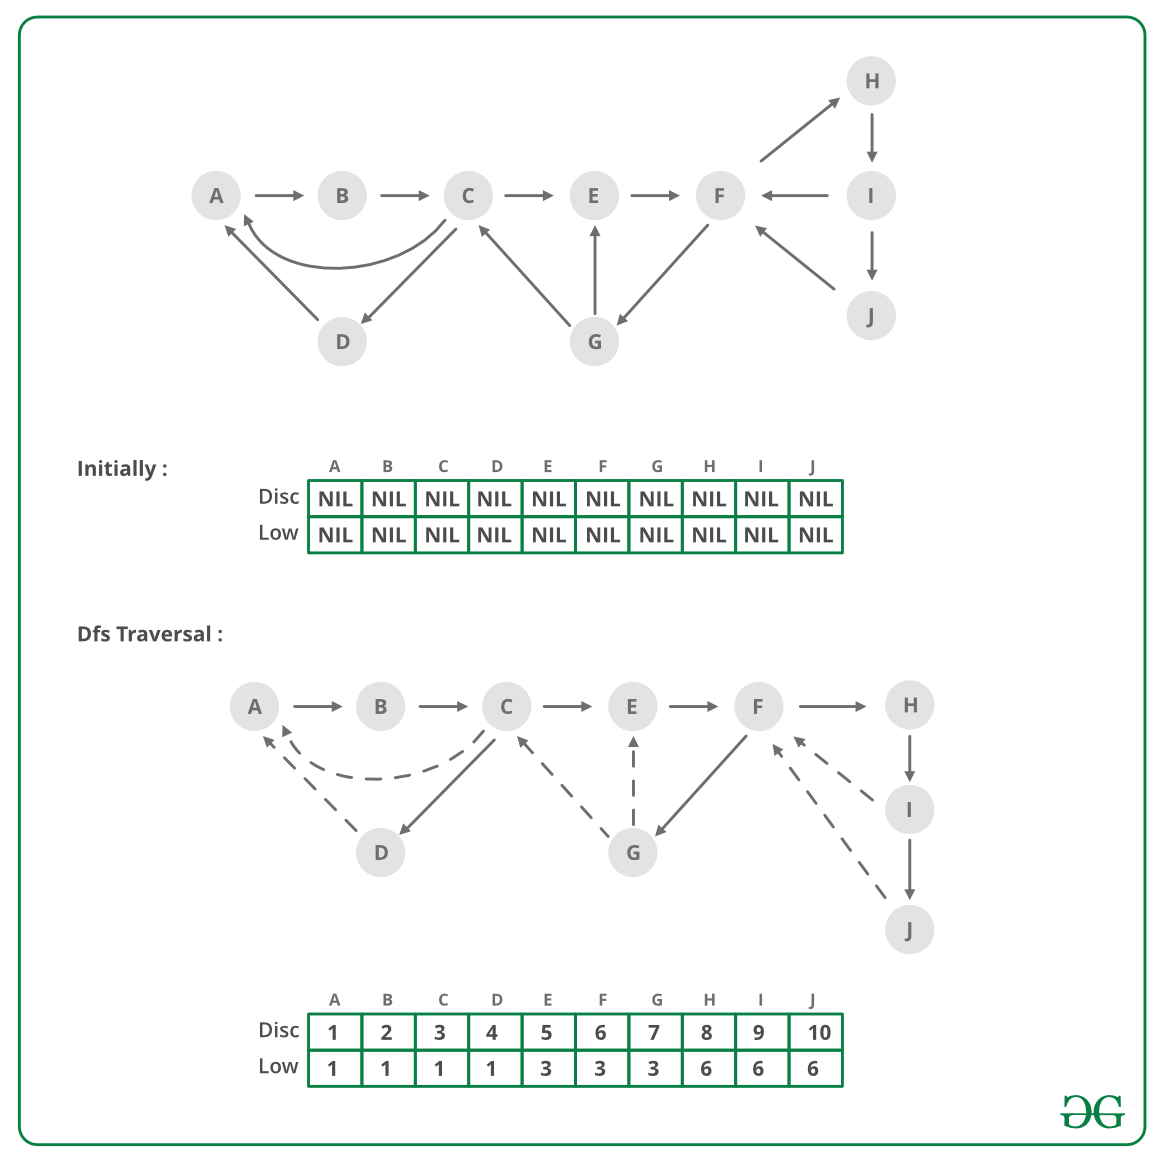 H
A B C E F I
J
D G
Initially :
A B C D E F G H I J
Disc NIL NIL NIL NIL NIL NIL NIL NIL NIL NIL
Low NIL NIL NIL NIL NIL NIL NIL NIL NIL NIL
Dfs Traversal :
A B C E F H
I
D G
J
A B C D E F G H I J
Disc 1 2 3 4 5 6 7 8 9 10
Low 1 1 1 1 3 3 3 6 6 6